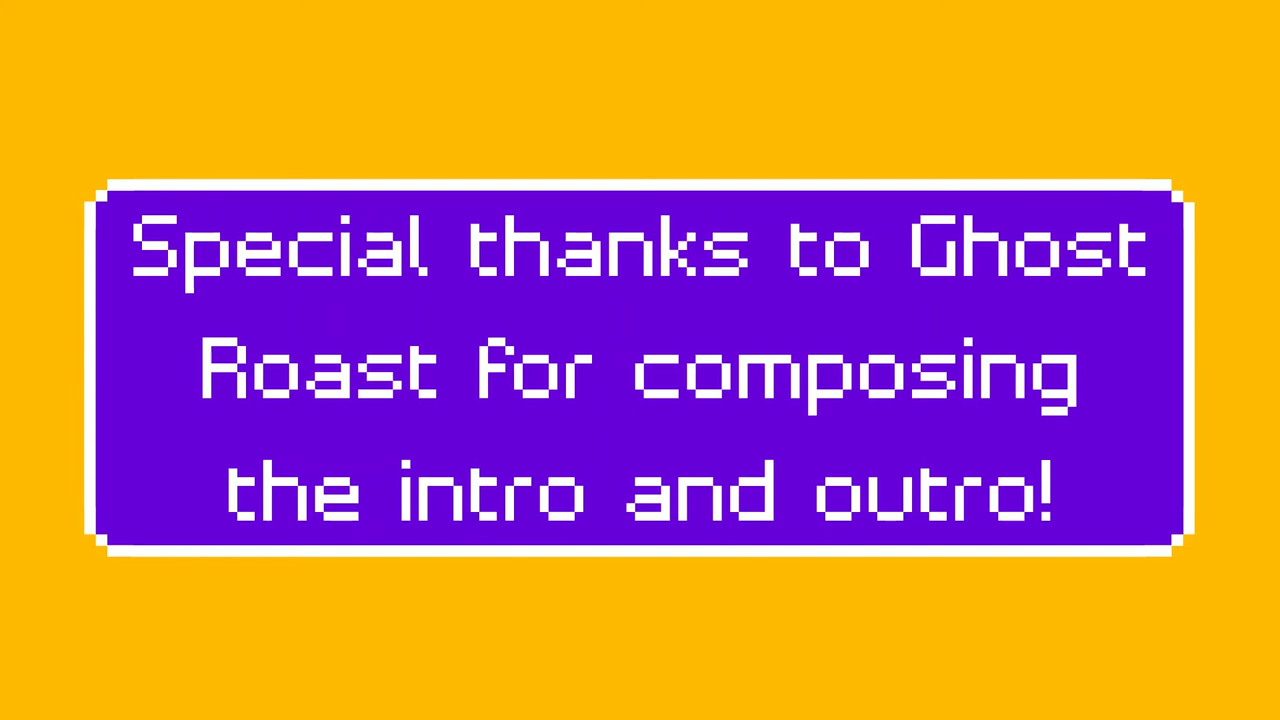 Special thanks to Ghost
Roast for composing
the intro and outro!